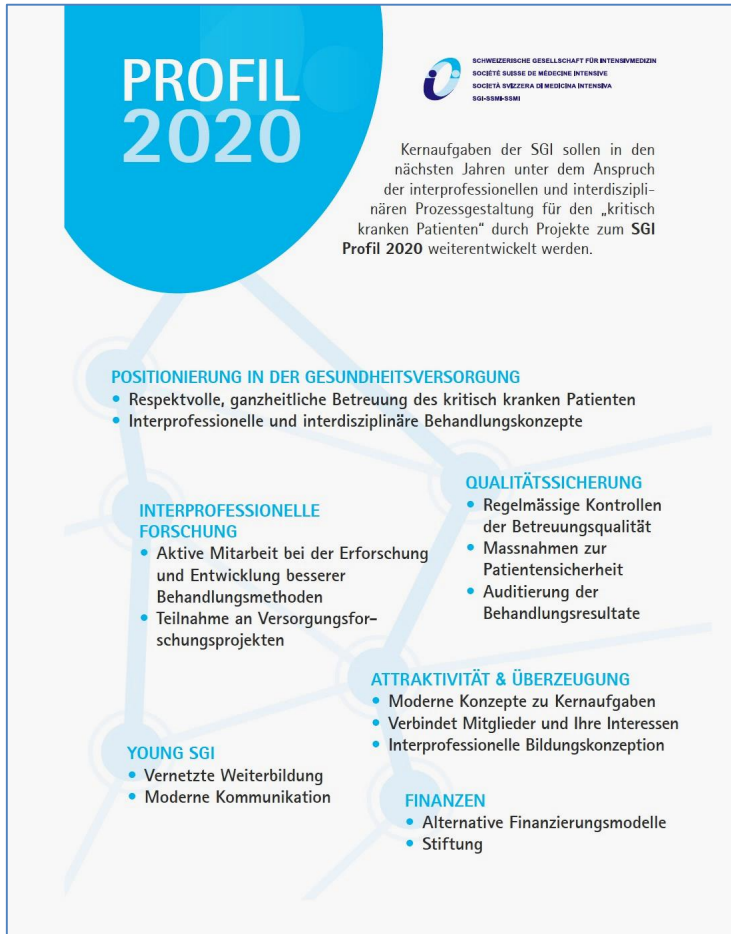 PROFIL
2020
SCHWEIZERISCHE GESELLSCHAFT FÜR INTENSIVMEDIZIN
SOCIÉTÉ SUISSE DE MÉDECINE INTENSIVE
SOCIETÀ SVIZZERA DI MEDICINA INTENSIVA
SGI-SSMI-SSMI
Kernaufgaben der SGI sollen in den
nächsten Jahren unter dem Anspruch
der interprofessionellen und interdiszipli-
nären Prozessgestaltung für den „kritisch
kranken Patienten“ durch Projekte zum SGI
Profil 2020 weiterentwickelt werden.
POSITIONIERUNG IN DER GESUNDHEITSVERSORGUNG
• Respektvolle, ganzheitliche Betreuung des kritisch kranken Patienten
• Interprofessionelle und interdisziplinäre Behandlungskonzepte
QUALITÄTSSICHERUNG
• Regelmässige Kontrollen
der Betreuungsqualität
• Massnahmen zur
Patientensicherheit
• Auditierung der
Behandlungsresultate
INTERPROFESSIONELLE
FORSCHUNG
• Aktive Mitarbeit bei der Erforschung
und Entwicklung besserer
Behandlungsmethoden
• Teilnahme an Versorgungsfor-
schungsprojekten
ATTRAKTIVITÄT & ÜBERZEUGUNG
• Moderne Konzepte zu Kernaufgaben
• Verbindet Mitglieder und Ihre Interessen
• Interprofessionelle Bildungskonzeption
YOUNG SGI
• Vernetzte Weiterbildung
• Moderne Kommunikation
FINANZEN
• Alternative Finanzierungsmodelle
• Stiftung